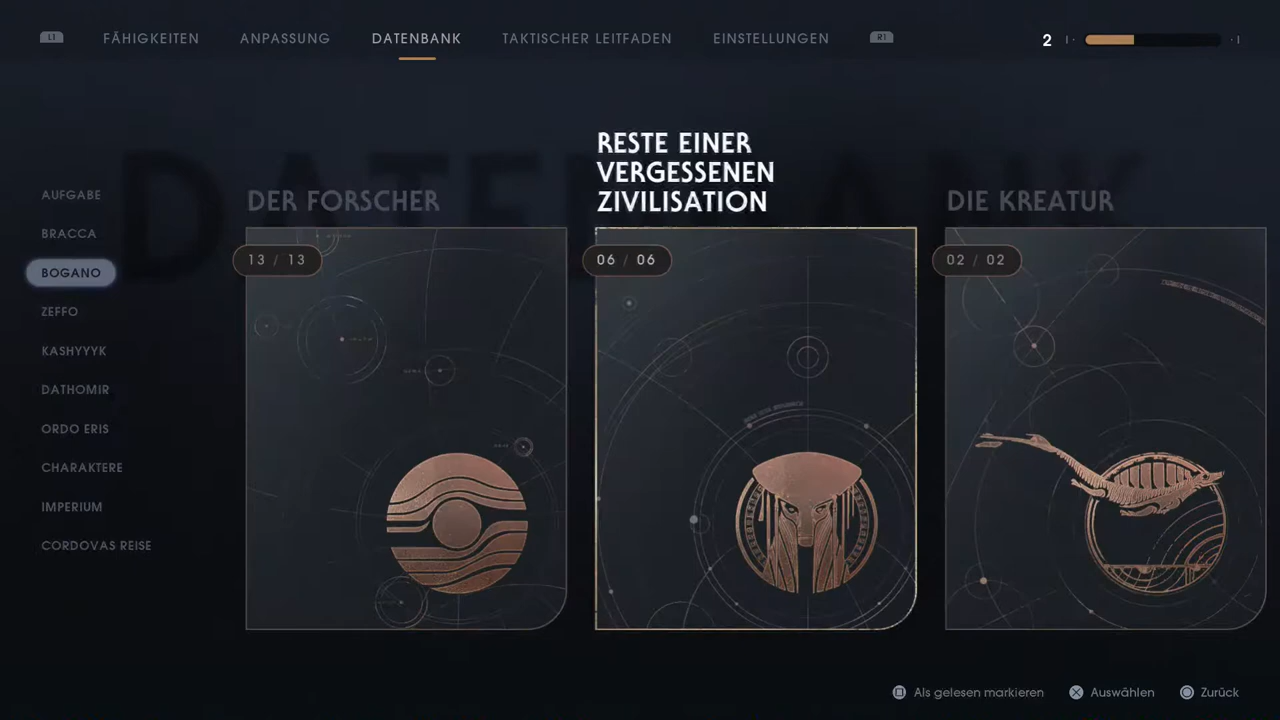 L1
FÄHIGKEITEN
ANPASSUNG
DATENBANK
TAKTISCHER LEITFADEN
EINSTELLUNGEN
R1
2
DATENBANK
AUFGABE
BRACCA
BOGANO
ZEFFO
KASHYYYK
DATHOMIR
ORDO ERIS
CHARAKTERE
IMPERIUM
CORDOVAS REISE
DER FORSCHER
13 / 13
RESTE EINER
VERGESSENEN
ZIVILISATION
06 / 06
DIE KREATUR
02 / 02
Als gelesen markieren
Auswählen
Zurück